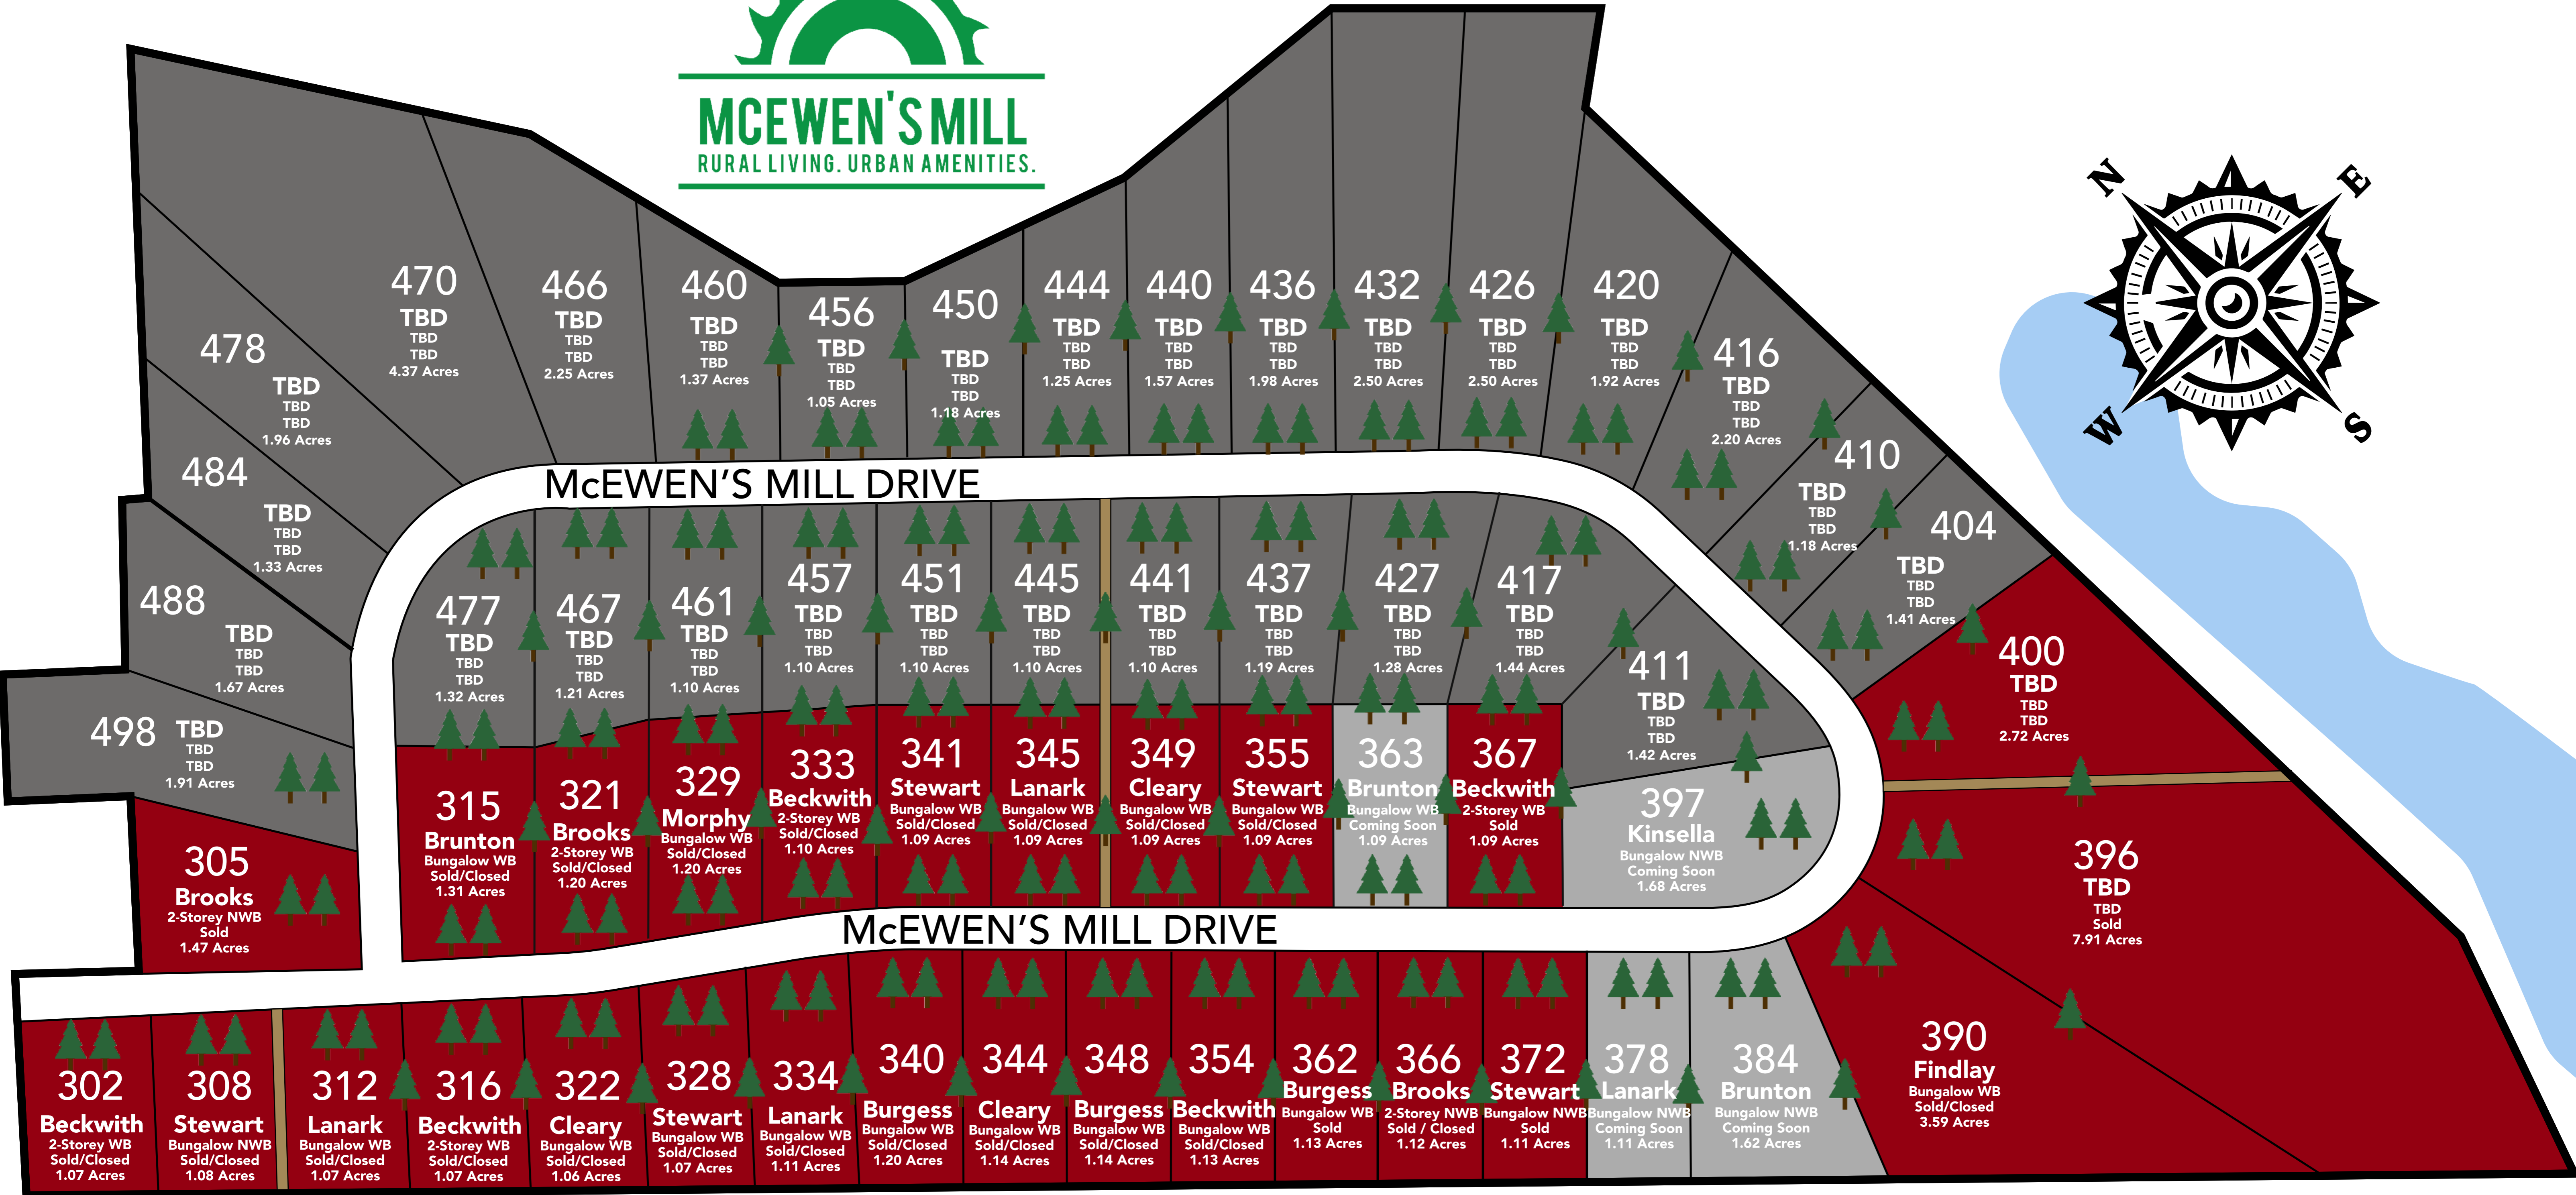 MCEWEN'S MILL
RURAL LIVING. URBAN AMENITIES.
N
E
W
S
470
TBD
TBD
TBD
4.37 Acres
466
TBD
TBD
TBD
2.25 Acres
460
TBD
TBD
TBD
1.37 Acres
456
TBD
TBD
TBD
1.05 Acres
450
TBD
TBD
TBD
1.18 Acres
444
TBD
TBD
TBD
1.25 Acres
440
TBD
TBD
TBD
1.57 Acres
436
TBD
TBD
TBD
1.98 Acres
432
TBD
TBD
TBD
2.50 Acres
426
TBD
TBD
TBD
2.50 Acres
420
TBD
TBD
TBD
1.92 Acres
416
TBD
TBD
TBD
2.20 Acres
410
TBD
TBD
TBD
1.18 Acres
404
TBD
TBD
TBD
1.41 Acres
478
TBD
TBD
TBD
1.96 Acres
484
TBD
TBD
TBD
1.33 Acres
488
TBD
TBD
TBD
1.67 Acres
498
TBD
TBD
TBD
1.91 Acres
McEWEN'S MILL DRIVE
477
TBD
TBD
TBD
1.32 Acres
467
TBD
TBD
TBD
1.21 Acres
461
TBD
TBD
TBD
1.10 Acres
457
TBD
TBD
TBD
1.10 Acres
451
TBD
TBD
TBD
1.10 Acres
445
TBD
TBD
TBD
1.10 Acres
441
TBD
TBD
TBD
1.10 Acres
437
TBD
TBD
TBD
1.19 Acres
427
TBD
TBD
TBD
1.28 Acres
417
TBD
TBD
TBD
1.44 Acres
411
TBD
TBD
TBD
1.42 Acres
400
TBD
TBD
TBD
2.72 Acres
305
Brooks
2-Storey NWB
Sold
1.47 Acres
315
Brunton
Bungalow WB
Sold/Closed
1.31 Acres
321
Brooks
2-Storey WB
Sold/Closed
1.20 Acres
329
Morphy
Bungalow WB
Sold/Closed
1.20 Acres
333
Beckwith
2-Storey WB
Sold/Closed
1.10 Acres
341
Stewart
Bungalow WB
Sold/Closed
1.09 Acres
345
Lanark
Bungalow WB
Sold/Closed
1.09 Acres
349
Cleary
Bungalow WB
Sold/Closed
1.09 Acres
355
Stewart
Bungalow WB
Sold/Closed
1.09 Acres
363
Brunton
Bungalow WB
Coming Soon
1.09 Acres
367
Beckwith
2-Storey WB
Sold
1.09 Acres
397
Kinsella
Bungalow NWB
Coming Soon
1.68 Acres
396
TBD
TBD
Sold
7.91 Acres
McEWEN'S MILL DRIVE
302
Beckwith
2-Storey WB
Sold/Closed
1.07 Acres
308
Stewart
Bungalow NWB
Sold/Closed
1.08 Acres
312
Lanark
Bungalow WB
Sold/Closed
1.07 Acres
316
Beckwith
2-Storey WB
Sold/Closed
1.07 Acres
322
Cleary
Bungalow WB
Sold/Closed
1.06 Acres
328
Stewart
Bungalow WB
Sold/Closed
1.07 Acres
334
Lanark
Bungalow WB
Sold/Closed
1.11 Acres
340
Burgess
Bungalow WB
Sold/Closed
1.20 Acres
344
Cleary
Bungalow WB
Sold/Closed
1.14 Acres
348
Burgess
Bungalow WB
Sold/Closed
1.14 Acres
354
Beckwith
Bungalow WB
Sold/Closed
1.13 Acres
362
Burgess
Bungalow WB
Sold
1.13 Acres
366
Brooks
2-Storey NWB
Sold / Closed
1.12 Acres
372
Stewart
Bungalow NWB
Sold
1.11 Acres
378
Lanark
Bungalow NWB
Coming Soon
1.11 Acres
384
Brunton
Bungalow NWB
Coming Soon
1.62 Acres
390
Findlay
Bungalow WB
Sold/Closed
3.59 Acres